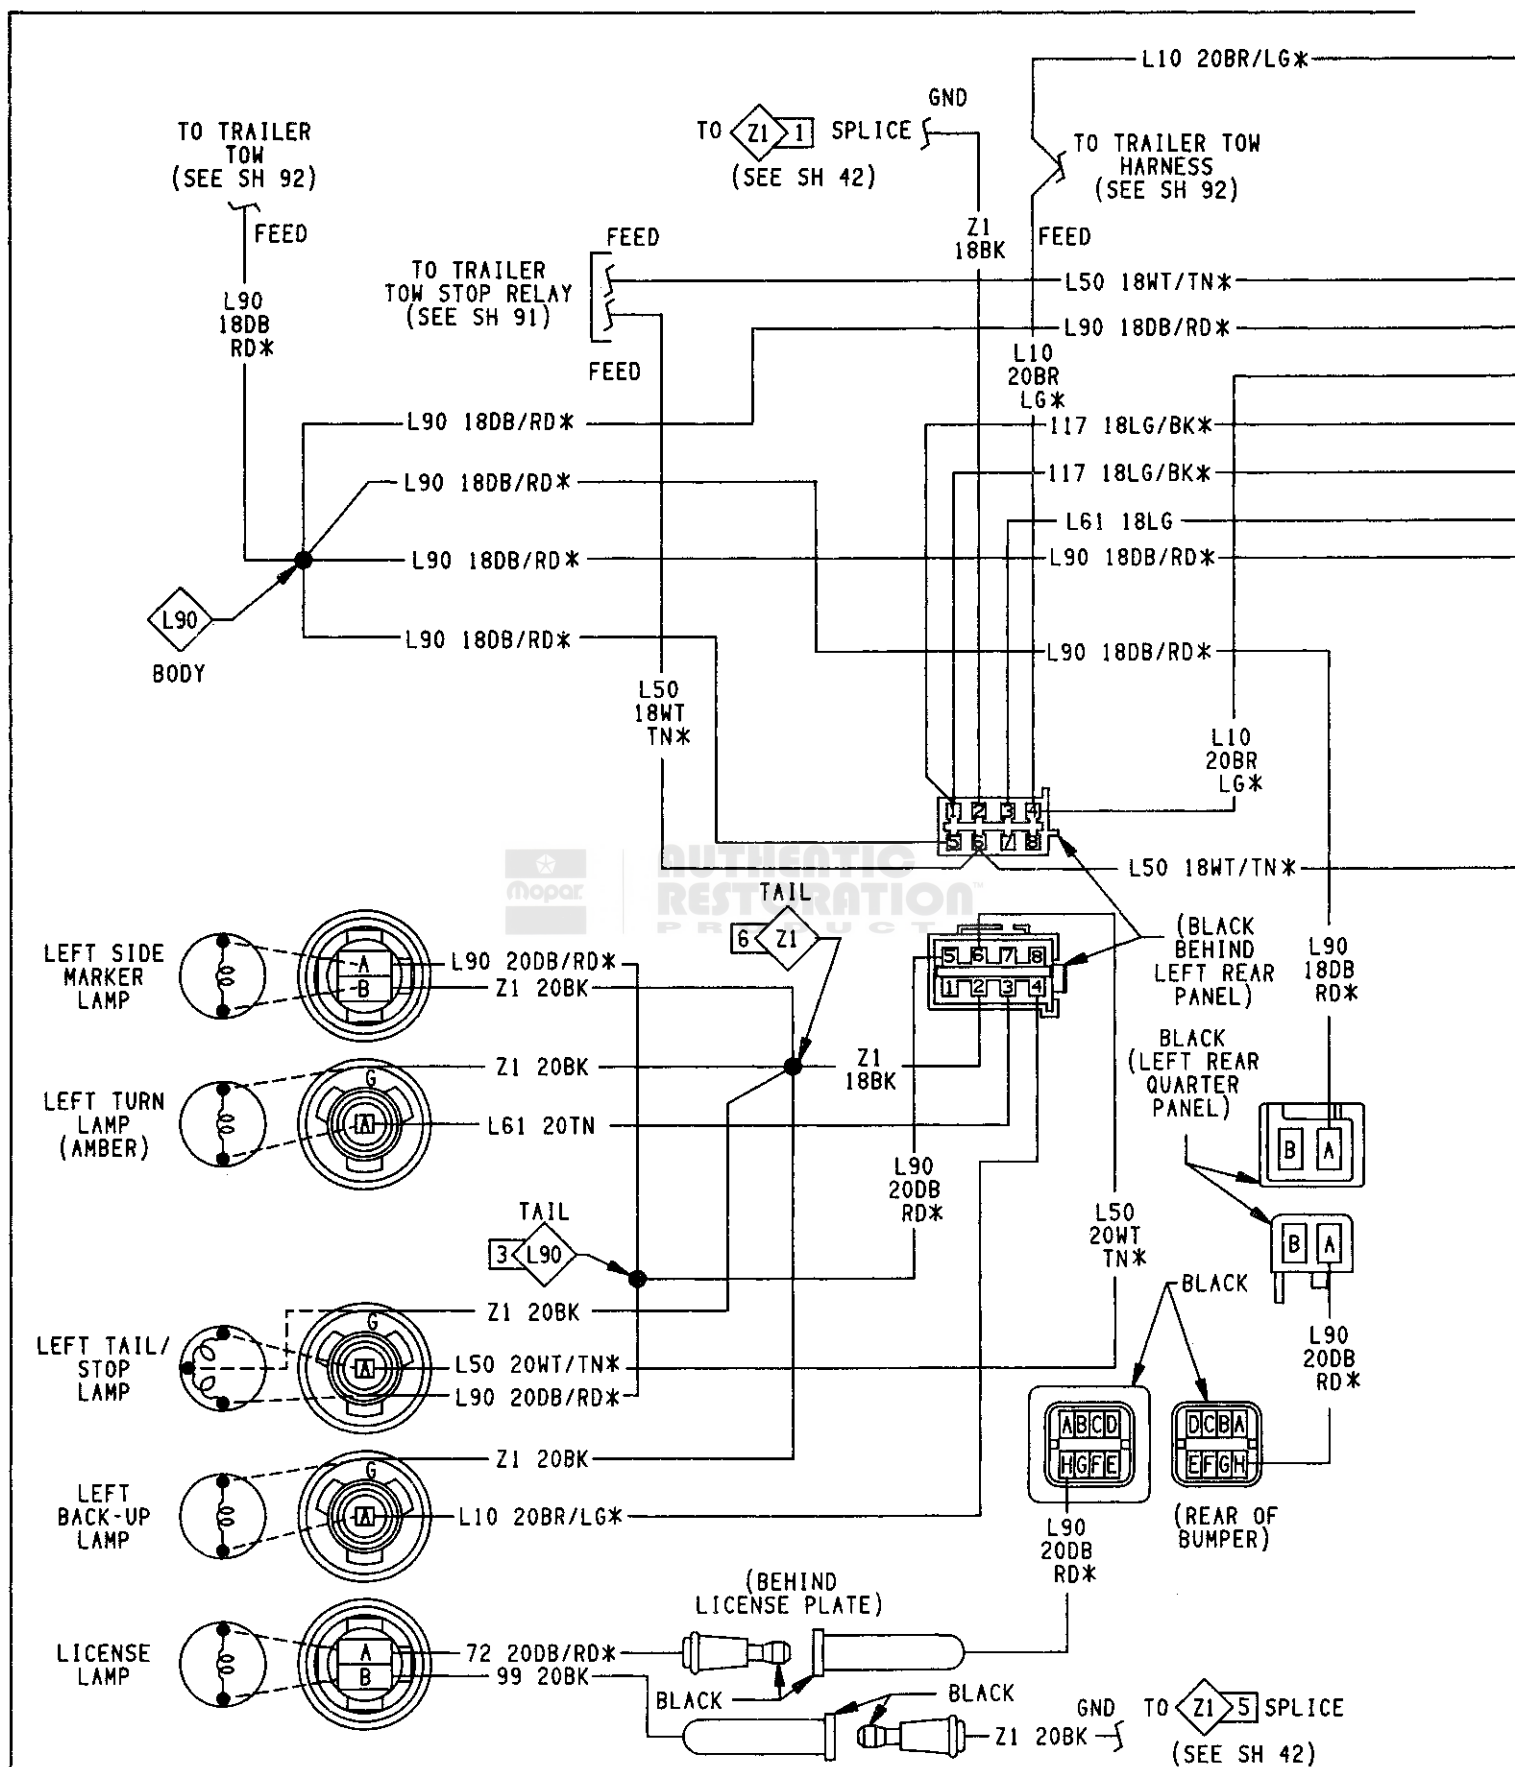 L10 20BR/LG*
GND
TO Z1 1 SPLICE
(SEE SH 42)
TO TRAILER
TOW
(SEE SH 92)
FEED
TO TRAILER TOW
HARNESS
(SEE SH 92)
Z1
18BK
FEED
FEED
TO TRAILER
TOW STOP RELAY
(SEE SH 91)
FEED
L50 18WT/TN*
L90 18DB/RD*
L90
18DB
RD*
L10
20BR
LG*
L90 18DB/RD*
117 18LG/BK*
L90 18DB/RD*
117 18LG/BK*
L61 18LG
L90 18DB/RD*
L90 18DB/RD*
L90
BODY
L90 18DB/RD*
L90 18DB/RD*
L50
18WT
TN*
L10
20BR
LG*
1 2 3 4
5 6 7 8
L50 18WT/TN*
Mopar
AUTHENTIC
RESTORATION™
PRODUCT
TAIL
6 Z1
(BLACK
BEHIND
LEFT REAR
PANEL)
5 6 7 8
1 2 3 4
L90
18DB
RD*
LEFT SIDE
MARKER
LAMP
A
B
L90 20DB/RD*
Z1 20BK
BLACK
(LEFT REAR
QUARTER
PANEL)
Z1
18BK
LEFT TURN
LAMP
(AMBER)
G
A
Z1 20BK
L61 20TN
B A
L90
20DB
RD*
L50
20WT
TN*
B A
TAIL
3 L90
BLACK
LEFT TAIL/
STOP
LAMP
G
A
Z1 20BK
L50 20WT/TN*
L90 20DB/RD*
L90
20DB
RD*
ABCD
HGFE
DCBA
EFGH
(REAR OF
BUMPER)
LEFT
BACK-UP
LAMP
G
A
Z1 20BK
L10 20BR/LG*
L90
20DB
RD*
(BEHIND
LICENSE PLATE)
LICENSE
LAMP
A
B
72 20DB/RD*
99 20BK
BLACK
BLACK
Z1 20BK
GND
TO Z1 5 SPLICE
(SEE SH 42)